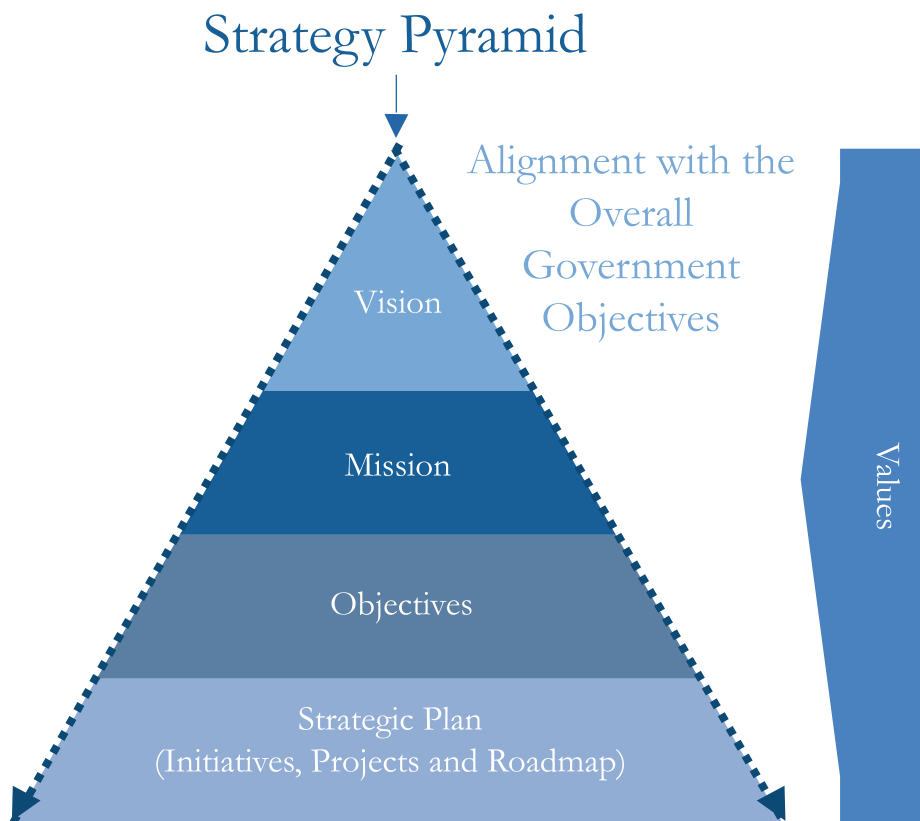 Strategy Pyramid
Alignment with the
Overall
Government
Objectives
Vision
Mission
Values
Objectives
Strategic Plan
(Initiatives, Projects and Roadmap)